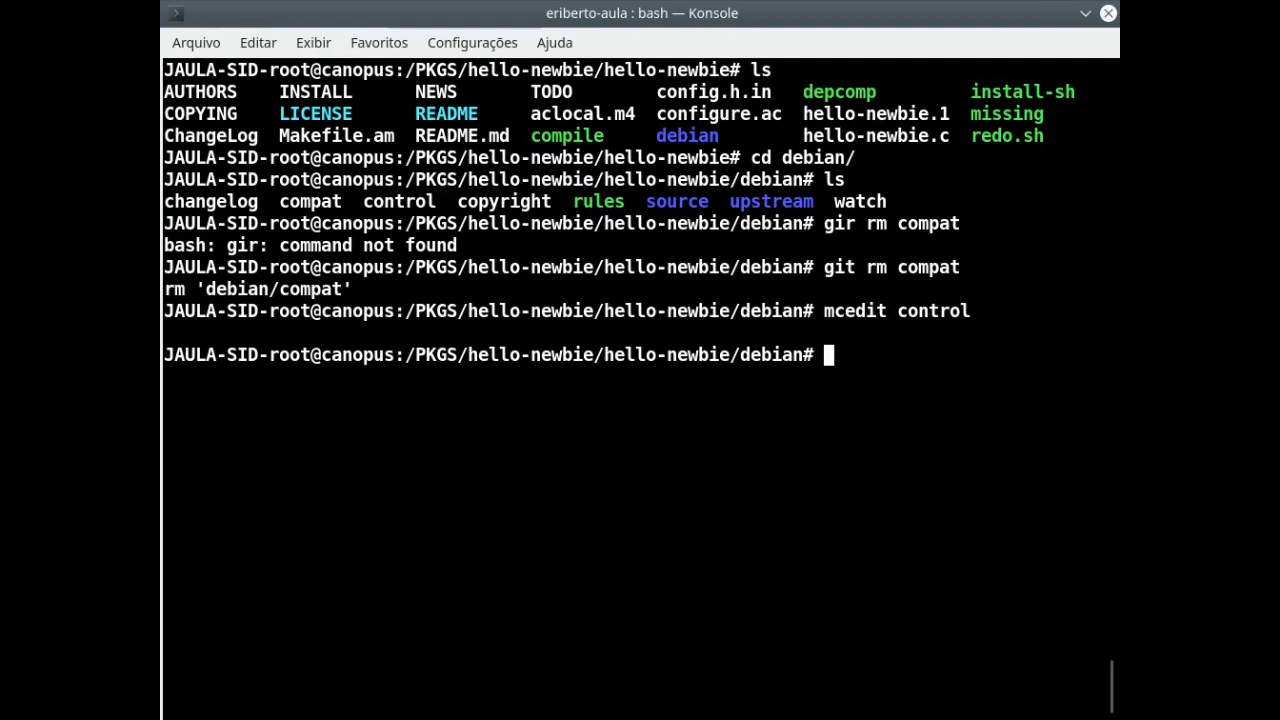 eriberto-aula : bash — Konsole
Arquivo Editar Exibir Favoritos Configurações Ajuda
JAULA-SID-root@canopus:/PKGS/hello-newbie/hello-newbie# ls
AUTHORS INSTALL NEWS TODO config.h.in depcomp install-sh
COPYING LICENSE README aclocal.m4 configure.ac hello-newbie.1 missing
ChangeLog Makefile.am README.md compile debian hello-newbie.c redo.sh
JAULA-SID-root@canopus:/PKGS/hello-newbie/hello-newbie# cd debian/
JAULA-SID-root@canopus:/PKGS/hello-newbie/hello-newbie/debian# ls
changelog compat control copyright rules source upstream watch
JAULA-SID-root@canopus:/PKGS/hello-newbie/hello-newbie/debian# gir rm compat
bash: gir: command not found
JAULA-SID-root@canopus:/PKGS/hello-newbie/hello-newbie/debian# git rm compat
rm 'debian/compat'
JAULA-SID-root@canopus:/PKGS/hello-newbie/hello-newbie/debian# mcedit control
JAULA-SID-root@canopus:/PKGS/hello-newbie/hello-newbie/debian#